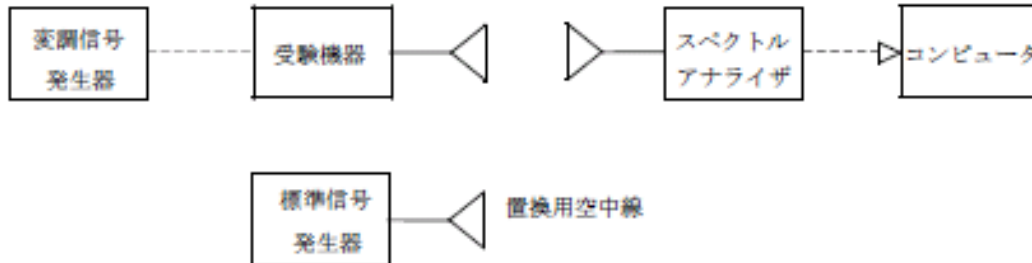 変調信号
発生器
受験機器
スペクトル
アナライザ
コンピュータ
標準信号
発生器
置換用空中線